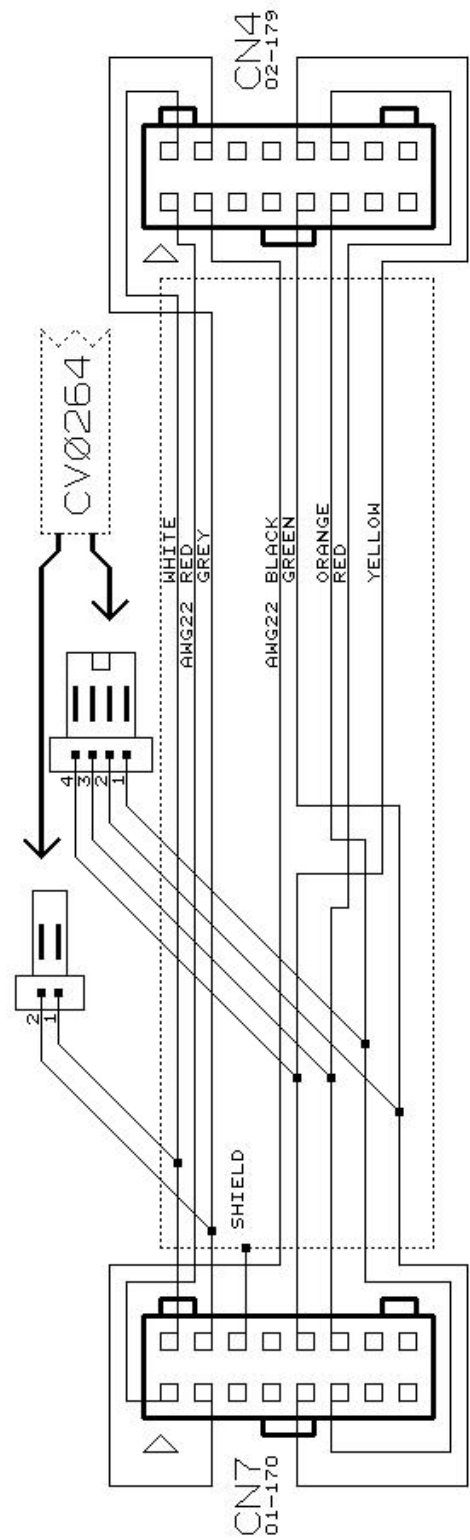 CN4
02-179
CVØ264
WHITE
AWG22 RED
GREY
AWG22 BLACK
GREEN
ORANGE
RED
YELLOW
4
3
2
1
2
1
SHIELD
CN7
01-170